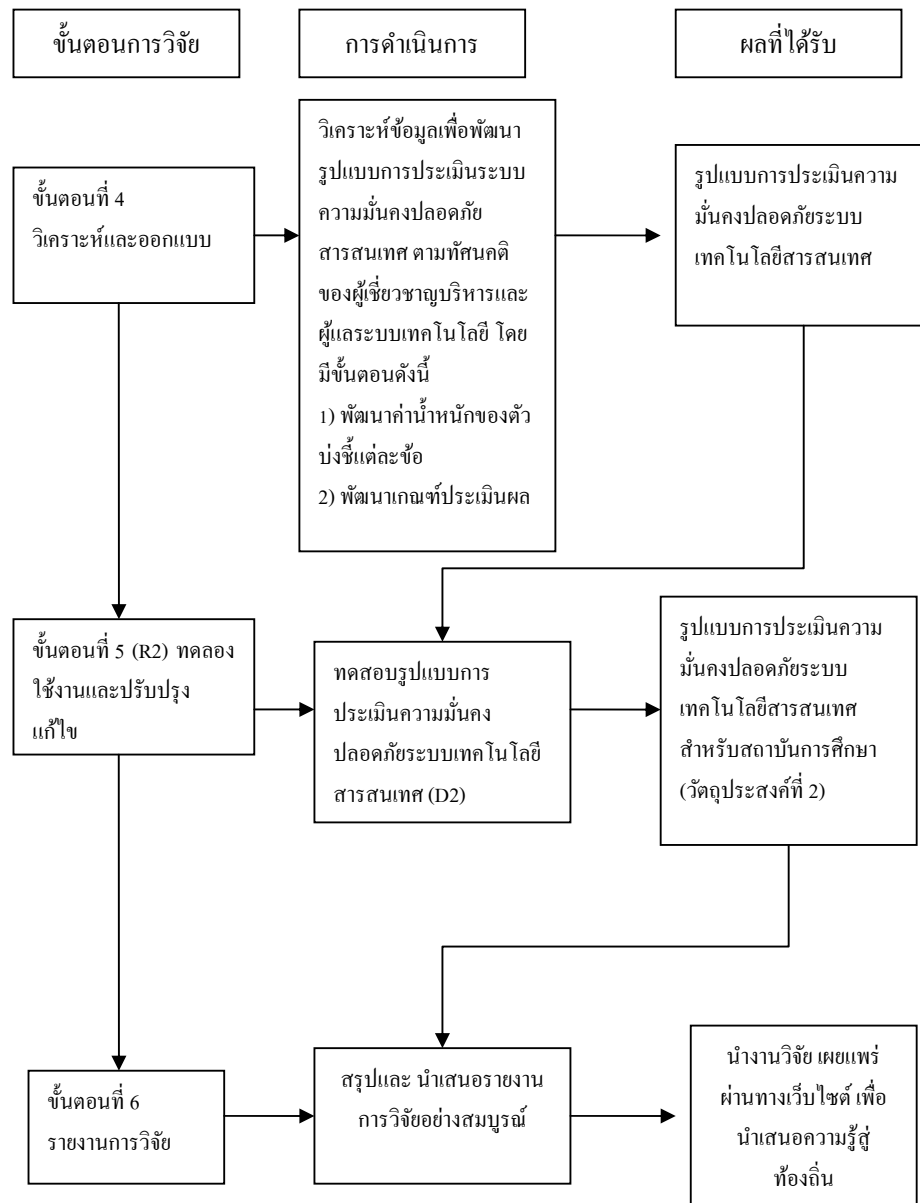 ขั้นตอนการวิจัย
การดำเนินการ
ผลที่ได้รับ
ขั้นตอนที่ 4
วิเคราะห์และออกแบบ
วิเคราะห์ข้อมูลเพื่อพัฒนา
รูปแบบการประเมินระบบ
ความมั่นคงปลอดภัย
สารสนเทศ ตามทัศนคติ
ของผู้เชี่ยวชาญบริหารและ
ผู้แลระบบเทคโนโลยี โดย
มีขั้นตอนดังนี้
1) พัฒนาค่าน้ำหนักของตัว
บ่งชี้แต่ละข้อ
2) พัฒนาเกณฑ์ประเมินผล
รูปแบบการประเมินความ
มั่นคงปลอดภัยระบบ
เทคโนโลยีสารสนเทศ
ขั้นตอนที่ 5 (R2) ทดลอง
ใช้งานและปรับปรุง
แก้ไข
ทดสอบรูปแบบการ
ประเมินความมั่นคง
ปลอดภัยระบบเทคโนโลยี
สารสนเทศ (D2)
รูปแบบการประเมินความ
มั่นคงปลอดภัยระบบ
เทคโนโลยีสารสนเทศ
สำหรับสถาบันการศึกษา
(วัตถุประสงค์ที่ 2)
ขั้นตอนที่ 6
รายงานการวิจัย
สรุปและ นำเสนอรายงาน
การวิจัยอย่างสมบูรณ์
นำงานวิจัย เผยแพร่
ผ่านทางเว็บไซต์ เพื่อ
นำเสนอความรู้สู่
ท้องถิ่น